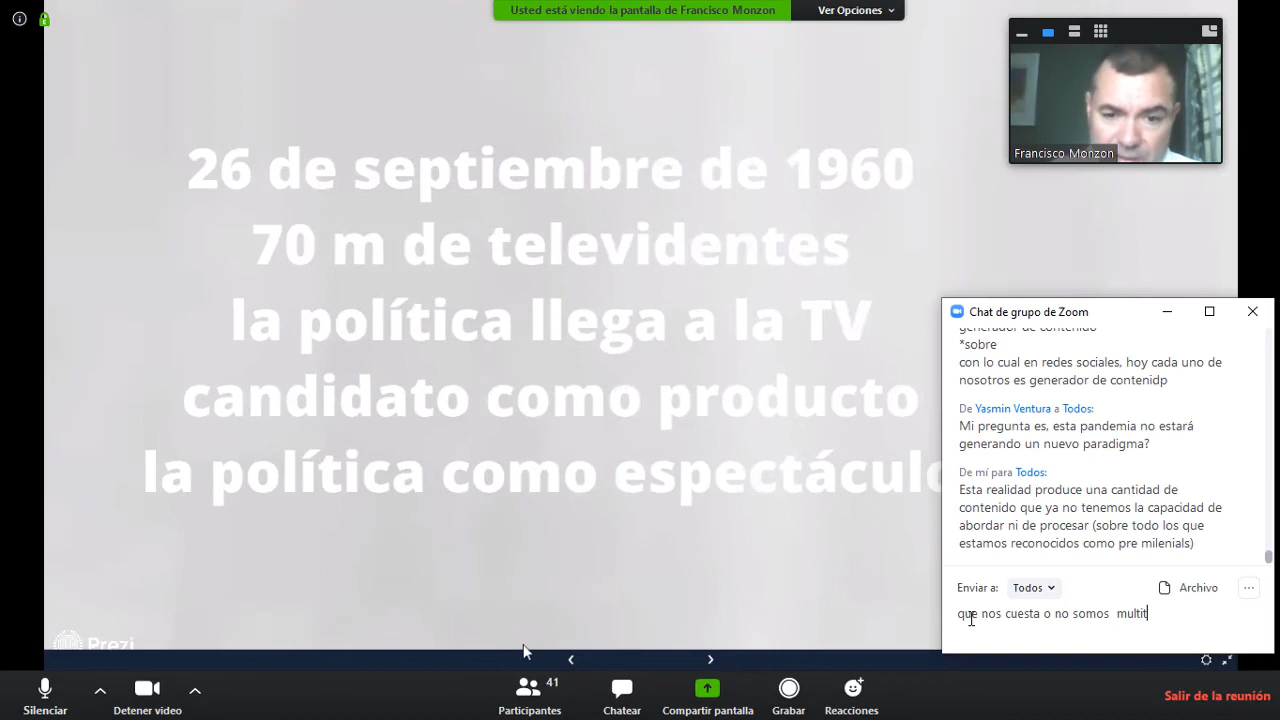 Usted está viendo la pantalla de Francisco Monzon
Ver Opciones
Francisco Monzon
26 de septiembre de 1960
70 m de televidentes
la política llega a la TV
candidato como producto
la política como espectáculo
Prezi
Chat de grupo de Zoom
generador de contenido
*sobre
con lo cual en redes sociales, hoy cada uno de
nosotros es generador de contenidp
De Yasmin Ventura a Todos:
Mi pregunta es, esta pandemia no estará
generando un nuevo paradigma?
De mí para Todos:
Esta realidad produce una cantidad de
contenido que ya no tenemos la capacidad de
abordar ni de procesar (sobre todo los que
estamos reconocidos como pre milenials)
Enviar a: Todos Archivo
que nos cuesta o no somos  multit
Silenciar
Detener video
41
Participantes
Chatear
Compartir pantalla
Grabar
Reacciones
Salir de la reunión